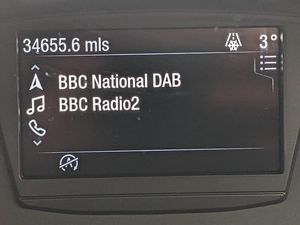 34655.6 mls 3°
BBC National DAB
BBC Radio2